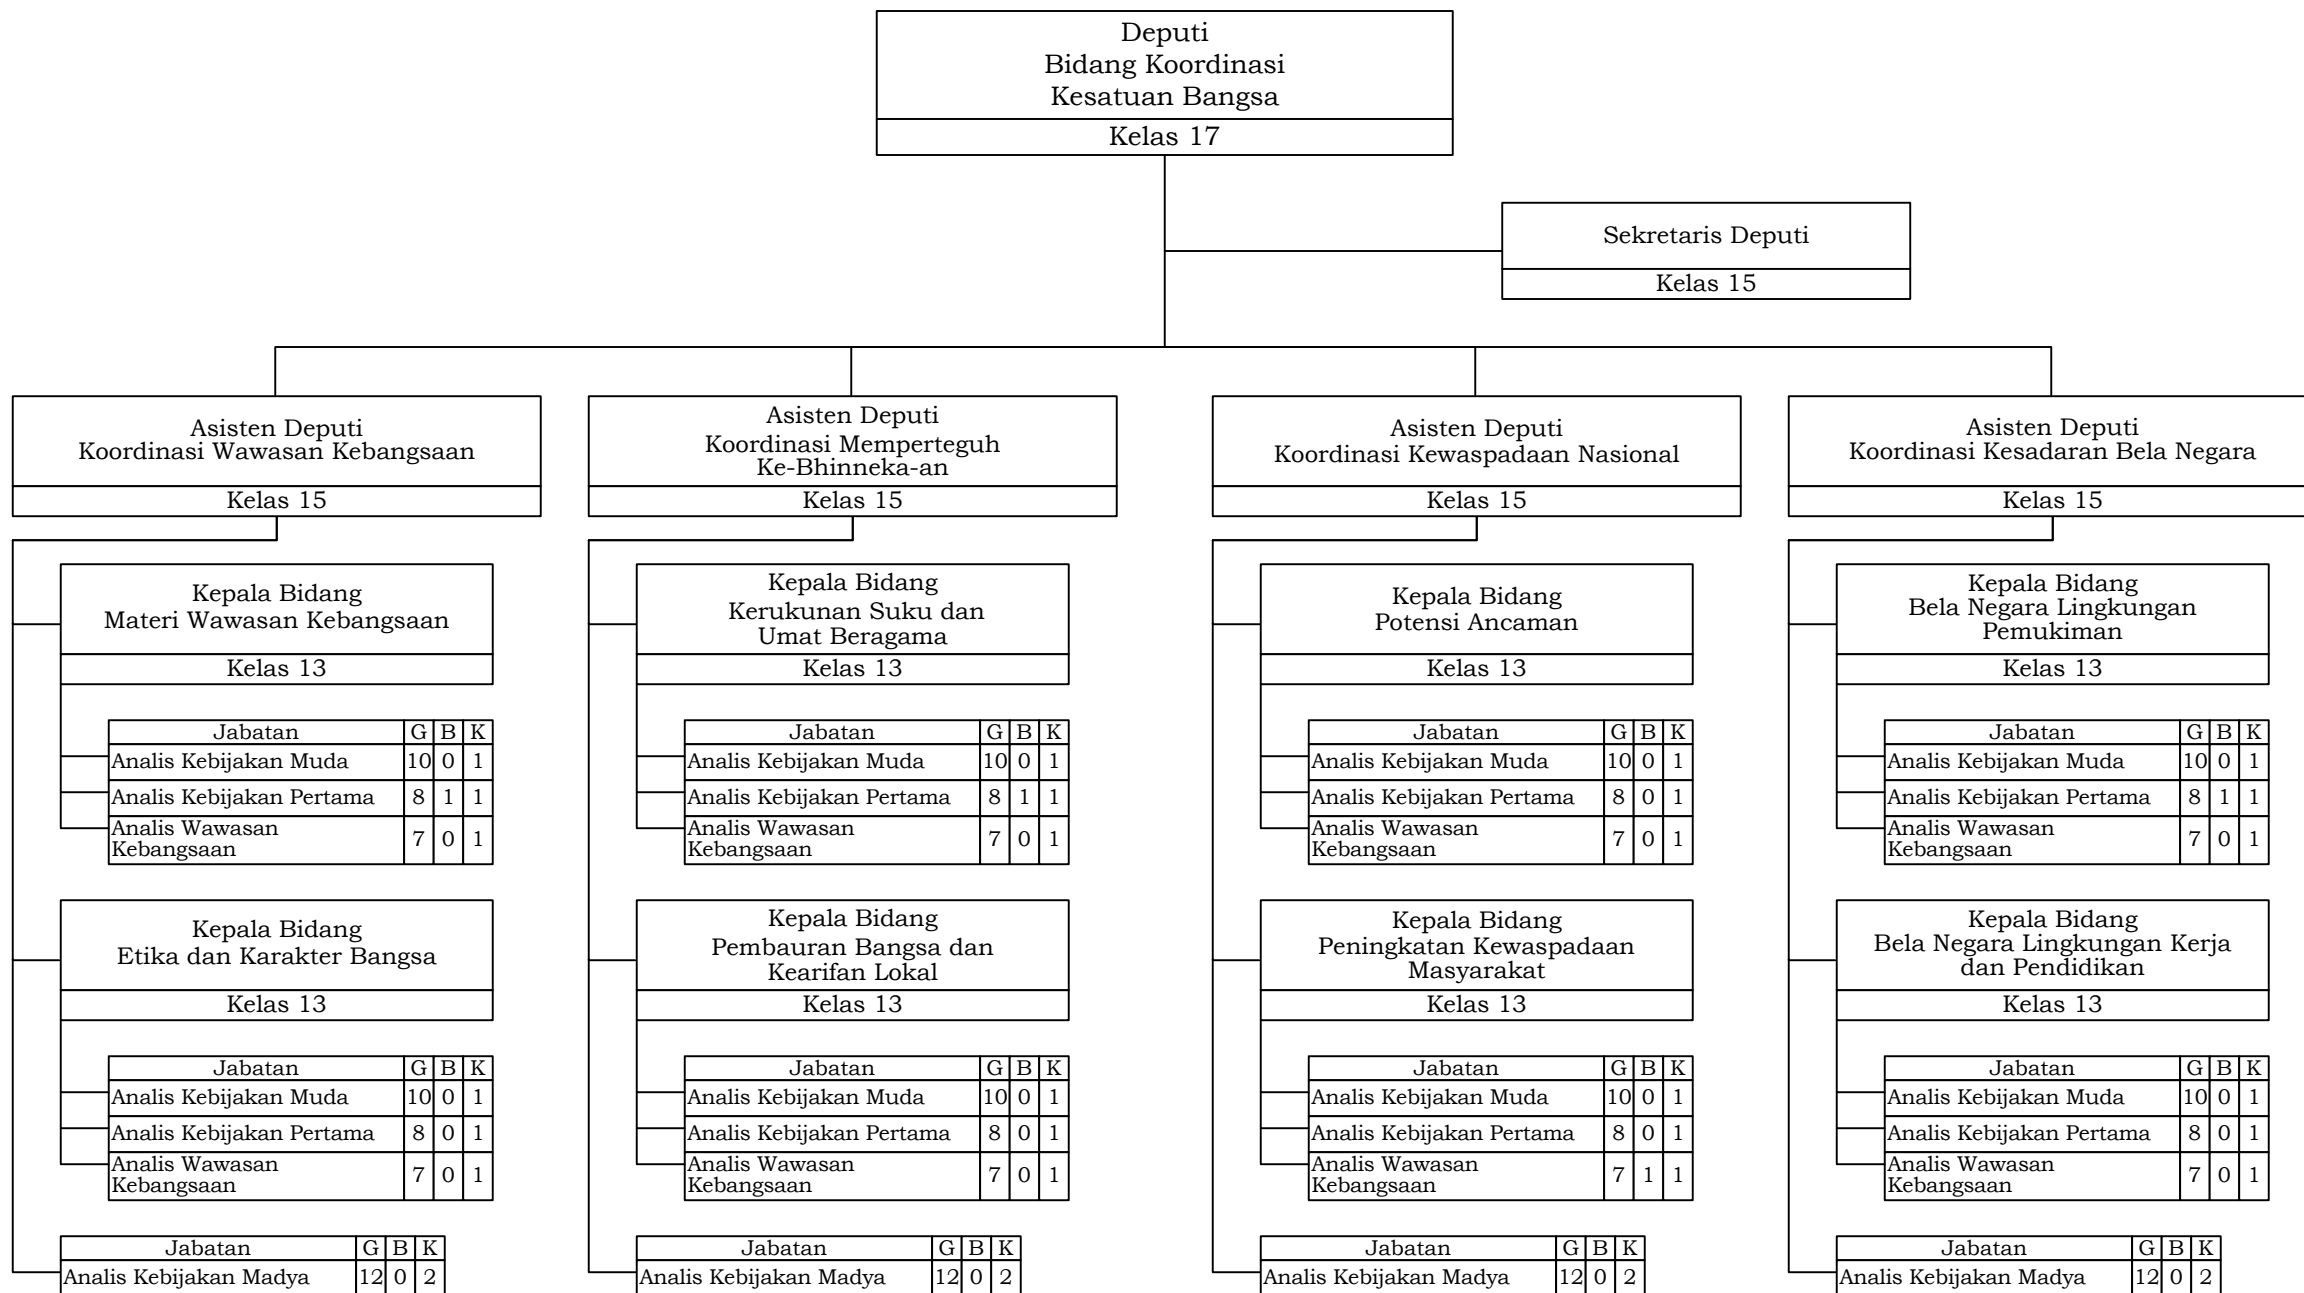 Deputi
Bidang Koordinasi
Kesatuan Bangsa
Kelas 17
Sekretaris Deputi
Kelas 15
Asisten Deputi
Koordinasi Wawasan Kebangsaan
Kelas 15
Kepala Bidang
Materi Wawasan Kebangsaan
Kelas 13
Jabatan G B K
Analis Kebijakan Muda 10 0 1
Analis Kebijakan Pertama 8 1 1
Analis Wawasan
Kebangsaan 7 0 1
Kepala Bidang
Etika dan Karakter Bangsa
Kelas 13
Jabatan G B K
Analis Kebijakan Muda 10 0 1
Analis Kebijakan Pertama 8 0 1
Analis Wawasan
Kebangsaan 7 0 1
Jabatan G B K
Analis Kebijakan Madya 12 0 2
Asisten Deputi
Koordinasi Memperteguh
Ke-Bhinneka-an
Kelas 15
Kepala Bidang
Kerukunan Suku dan
Umat Beragama
Kelas 13
Jabatan G B K
Analis Kebijakan Muda 10 0 1
Analis Kebijakan Pertama 8 1 1
Analis Wawasan
Kebangsaan 7 0 1
Kepala Bidang
Pembauran Bangsa dan
Kearifan Lokal
Kelas 13
Jabatan G B K
Analis Kebijakan Muda 10 0 1
Analis Kebijakan Pertama 8 0 1
Analis Wawasan
Kebangsaan 7 0 1
Jabatan G B K
Analis Kebijakan Madya 12 0 2
Asisten Deputi
Koordinasi Kewaspadaan Nasional
Kelas 15
Kepala Bidang
Potensi Ancaman
Kelas 13
Jabatan G B K
Analis Kebijakan Muda 10 0 1
Analis Kebijakan Pertama 8 0 1
Analis Wawasan
Kebangsaan 7 0 1
Kepala Bidang
Peningkatan Kewaspadaan
Masyarakat
Kelas 13
Jabatan G B K
Analis Kebijakan Muda 10 0 1
Analis Kebijakan Pertama 8 0 1
Analis Wawasan
Kebangsaan 7 1 1
Jabatan G B K
Analis Kebijakan Madya 12 0 2
Asisten Deputi
Koordinasi Kesadaran Bela Negara
Kelas 15
Kepala Bidang
Bela Negara Lingkungan
Pemukiman
Kelas 13
Jabatan G B K
Analis Kebijakan Muda 10 0 1
Analis Kebijakan Pertama 8 1 1
Analis Wawasan
Kebangsaan 7 0 1
Kepala Bidang
Bela Negara Lingkungan Kerja
dan Pendidikan
Kelas 13
Jabatan G B K
Analis Kebijakan Muda 10 0 1
Analis Kebijakan Pertama 8 0 1
Analis Wawasan
Kebangsaan 7 0 1
Jabatan G B K
Analis Kebijakan Madya 12 0 2